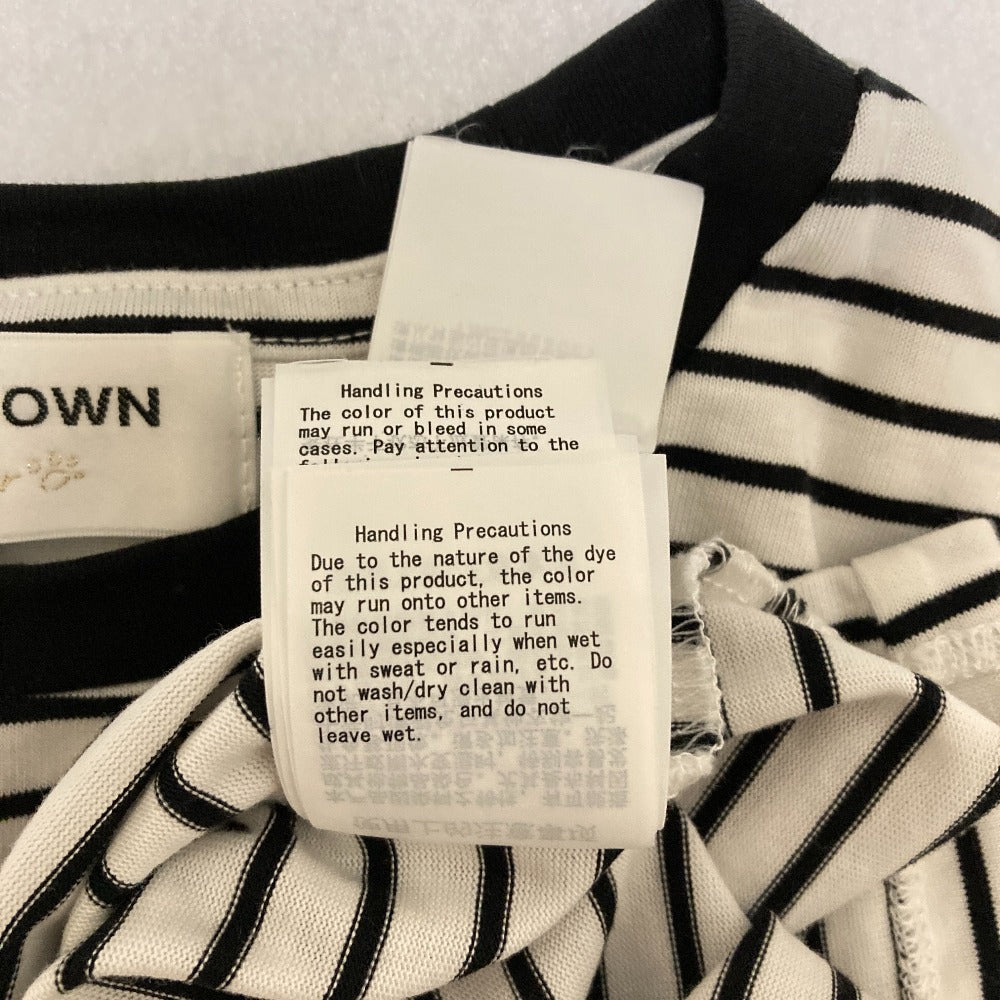 OWN
Handling Precautions
The color of this product
may run or bleed in some
cases. Pay attention to the
Handling Precautions
Due to the nature of the dye
of this product, the color
may run onto other items.
The color tends to run
easily especially when wet
with sweat or rain, etc. Do
not wash/dry clean with
other items, and do not
leave wet.